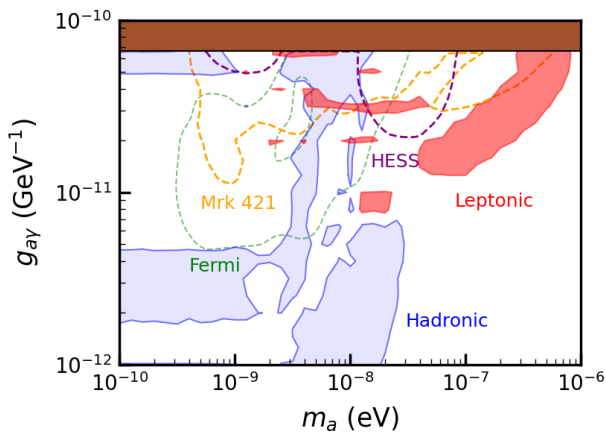 10⁻¹⁰
10⁻¹¹
10⁻¹²
g_{aγ} (GeV⁻¹)
HESS
Mrk 421
Leptonic
Fermi
Hadronic
10⁻¹⁰ 10⁻⁹ 10⁻⁸ 10⁻⁷ 10⁻⁶
m_a (eV)